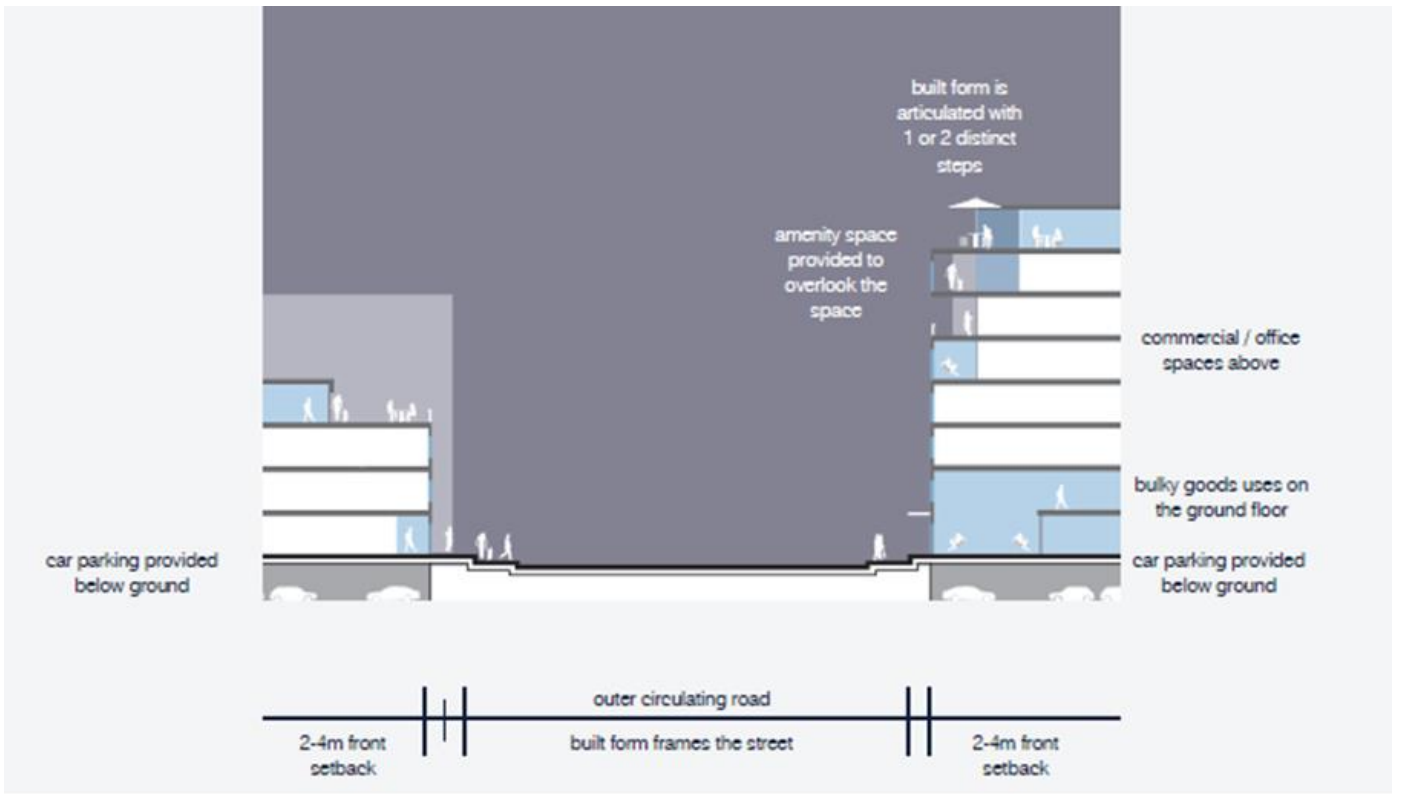 built form is
articulated with
1 or 2 distinct
steps
amenity space
provided to
overlook the
space
commercial / office
spaces above
bulky goods uses on
the ground floor
car parking provided
below ground
car parking provided
below ground
outer circulating road
2-4m front
setback
built form frames the street
2-4m front
setback